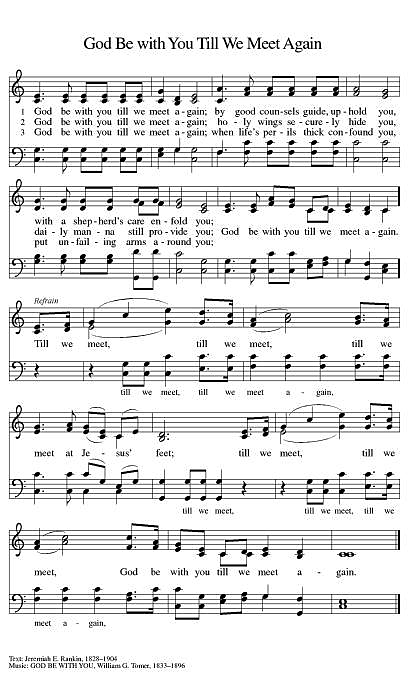 God Be with You Till We Meet Again
1 God be with you till we meet a - gain; by good coun - sels guide, up - hold you,
2 God be with you till we meet a - gain; ho - ly wings se - cure - ly hide you,
3 God be with you till we meet a - gain; when life's per - ils thick con - found you,
with a shep - herd's care en - fold you;
dai - ly man - na still pro - vide you; God be with you till we meet a - gain.
put un - fail - ing arms a - round you;
Refrain
Till we meet, till we meet, till we
till we meet, till we meet a - gain,
meet at Je - sus' feet; till we meet, till we
till we meet, till we
meet, God be with you till we meet a - gain.
meet,
Text: Jeremiah E. Rankin, 1828–1904
Music: GOD BE WITH YOU, William G. Tomer, 1833–1896